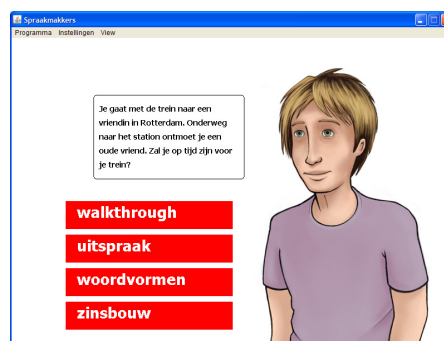 Spraakmakkers
Programma Instellingen View
Je gaat met de trein naar een
vriendin in Rotterdam. Onderweg
naar het station ontmoet je een
oude vriend. Zal je op tijd zijn voor
je trein?
walkthrough
uitspraak
woordvormen
zinsbouw